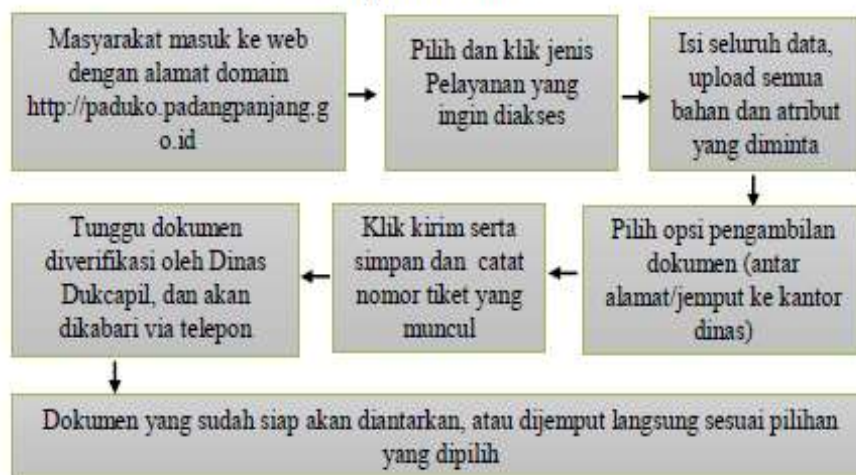 Masyarakat masuk ke web
dengan alamat domain
http://paduko.padangpanjang.g
o.id
Pilih dan klik jenis
Pelayanan yang
ingin diakses
Isi seluruh data,
upload semua
bahan dan atribut
yang diminta
Pilih opsi pengambilan
dokumen (antar
alamat/jemput ke kantor
dinas)
Klik kirim serta
simpan dan catat
nomor tiket yang
muncul
Tunggu dokumen
diverifikasi oleh Dinas
Dukcapil, dan akan
dikabari via telepon
Dokumen yang sudah siap akan diantarkan, atau dijemput langsung sesuai pilihan
yang dipilih